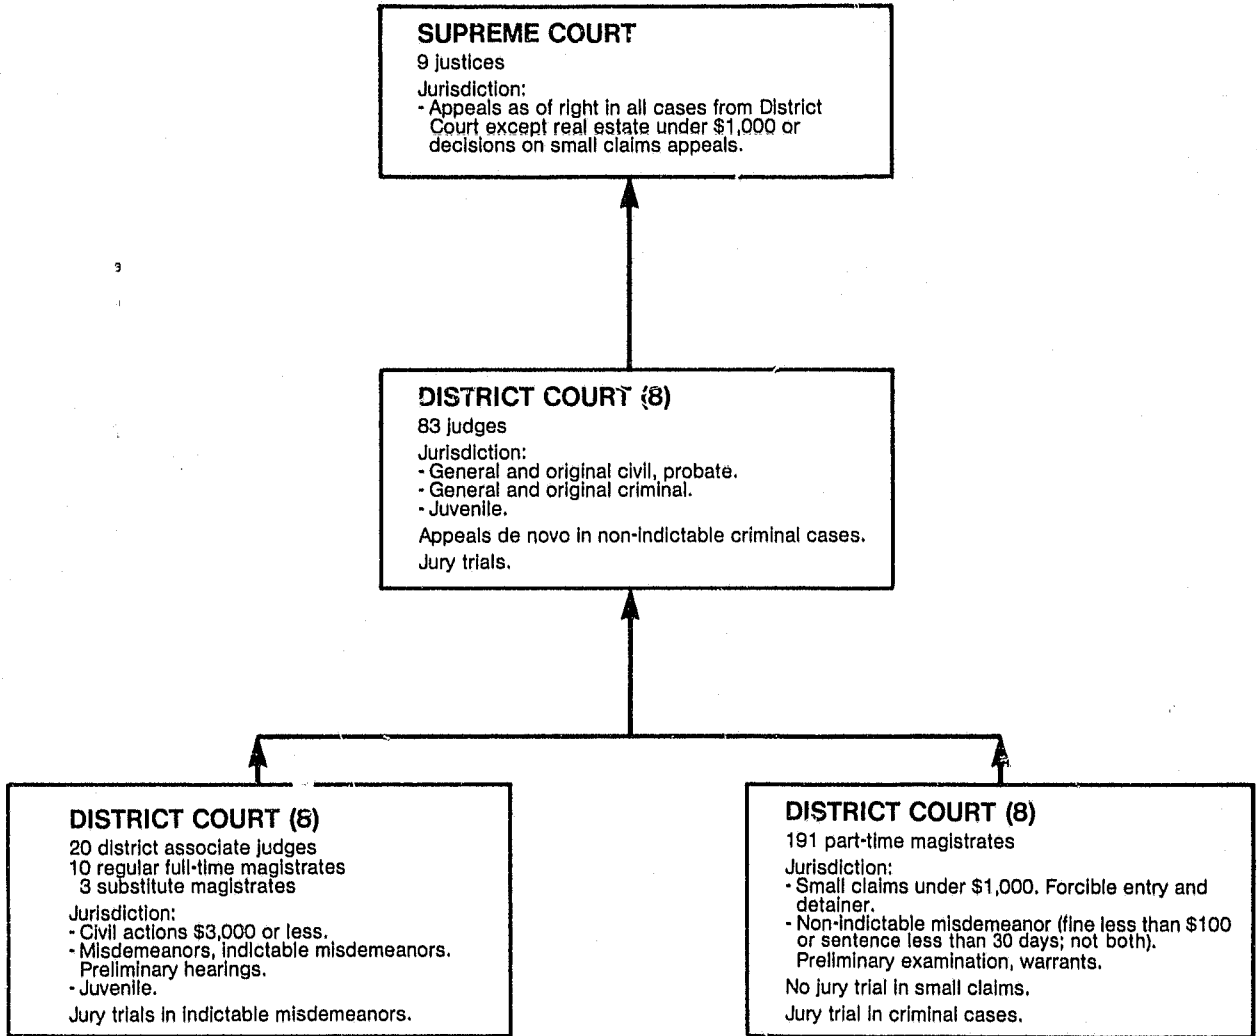 SUPREME COURT
9 justices
Jurisdiction:
- Appeals as of right in all cases from District
Court except real estate under $1,000 or
decisions on small claims appeals.
DISTRICT COURT (8)
83 judges
Jurisdiction:
- General and original civil, probate.
- General and original criminal.
- Juvenile.
Appeals de novo in non-indictable criminal cases.
Jury trials.
DISTRICT COURT (8)
20 district associate judges
10 regular full-time magistrates
3 substitute magistrates
Jurisdiction:
- Civil actions $3,000 or less.
- Misdemeanors, indictable misdemeanors.
Preliminary hearings.
- Juvenile.
Jury trials in indictable misdemeanors.
DISTRICT COURT (8)
191 part-time magistrates
Jurisdiction:
- Small claims under $1,000. Forcible entry and
detainer.
- Non-indictable misdemeanor (fine less than $100
or sentence less than 30 days; not both).
Preliminary examination, warrants.
No jury trial in small claims.
Jury trial in criminal cases.